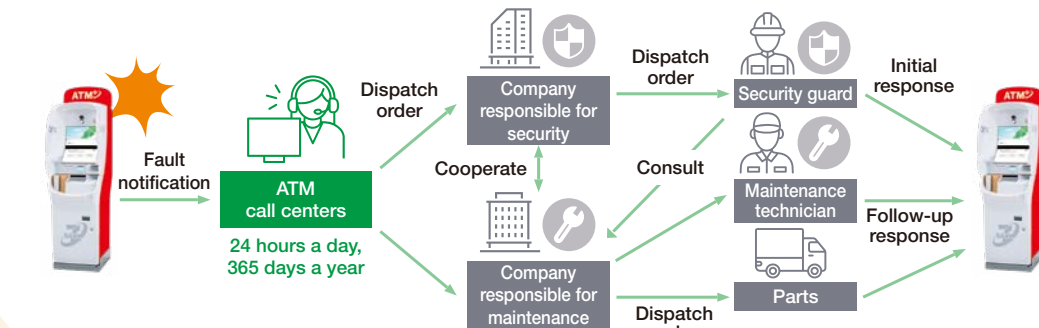 ATM
Fault
notification
ATM
call centers
24 hours a day,
365 days a year
Dispatch
order
Company
responsible for
security
Cooperate
Company
responsible for
maintenance
Dispatch
order
Consult
Dispatch
Security guard
Maintenance
technician
Parts
Initial
response
Follow-up
response
ATM